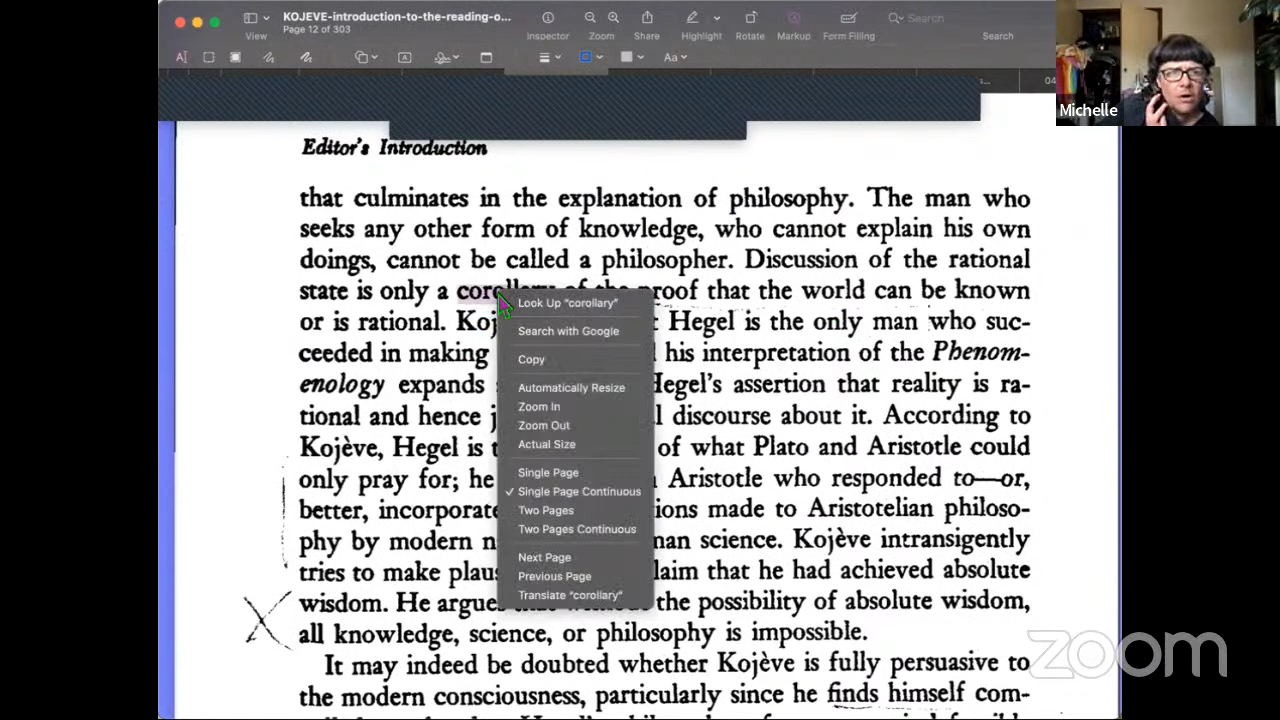 KOJEVE-introduction-to-the-reading-o...
Page 12 of 303
View
Inspector
Zoom
Share
Highlight
Rotate
Markup
Form Filling
Search
Search
Aa
Michelle
Editor's Introduction
that culminates in the explanation of philosophy. The man who
seeks any other form of knowledge, who cannot explain his own
doings, cannot be called a philosopher. Discussion of the rational
state is only a corollary of the proof that the world can be known
or is rational. Hegel is the only man who suc-
ceeded in making his interpretation of the Phenom-
enology expands Hegel's assertion that reality is ra-
tional and hence discourse about it. According to
Kojève, Hegel is of what Plato and Aristotle could
only pray for; he Aristotle who responded to—or,
better, made to Aristotelian philoso-
phy by modern science. Kojève intransigently
tries to make that he had achieved absolute
wisdom. He the possibility of absolute wisdom,
all knowledge, science, or philosophy is impossible.
It may indeed be doubted whether Kojève is fully persuasive to
the modern consciousness, particularly since he finds himself com-
Look Up “corollary”
Search with Google
Copy
Automatically Resize
Zoom In
Zoom Out
Actual Size
Single Page
✓ Single Page Continuous
Two Pages
Two Pages Continuous
Next Page
Previous Page
Translate “corollary”
zoom